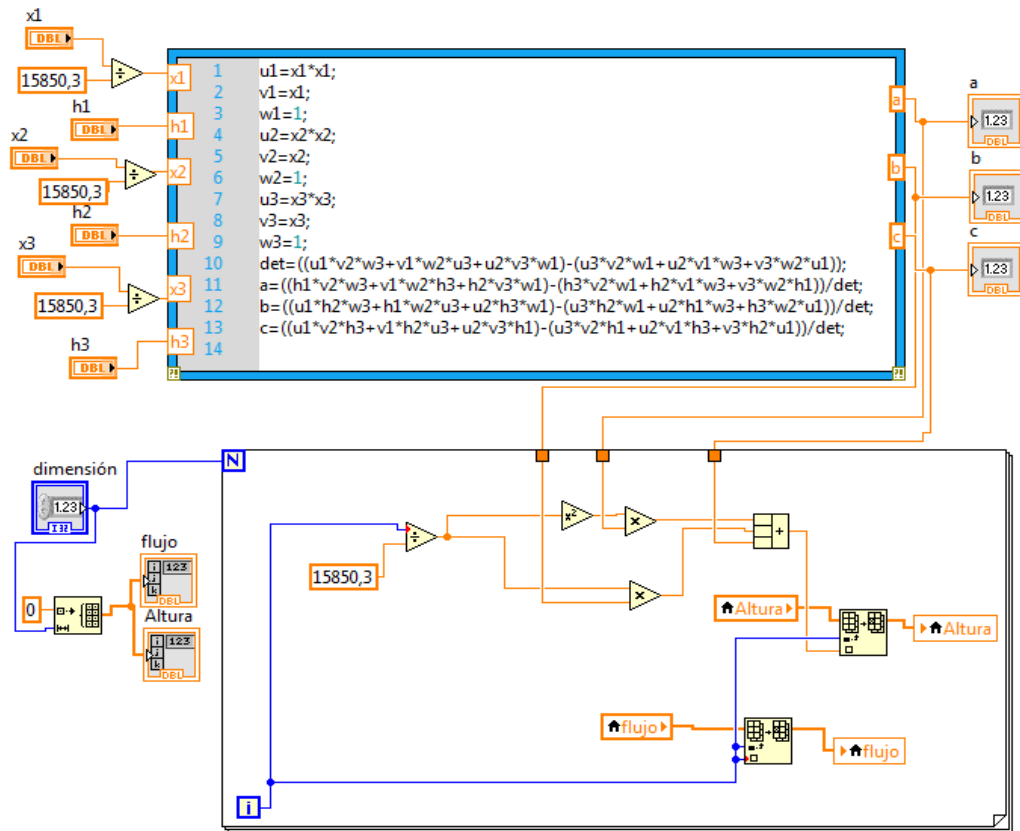 x1
DBL
15850,3
h1
DBL
x2
DBL
15850,3
h2
DBL
x3
DBL
15850,3
h3
DBL
x1
h1
x2
h2
x3
h3
1 u1=x1*x1;
2 v1=x1;
3 w1=1;
4 u2=x2*x2;
5 v2=x2;
6 w2=1;
7 u3=x3*x3;
8 v3=x3;
9 w3=1;
10 det=((u1*v2*w3+v1*w2*u3+u2*v3*w1)-(u3*v2*w1+u2*v1*w3+v3*w2*u1));
11 a=((h1*v2*w3+v1*w2*h3+h2*v3*w1)-(h3*v2*w1+h2*v1*w3+v3*w2*h1))/det;
12 b=((u1*h2*w3+h1*w2*u3+u2*h3*w1)-(u3*h2*w1+u2*h1*w3+h3*w2*u1))/det;
13 c=((u1*v2*h3+v1*h2*u3+u2*v3*h1)-(u3*v2*h1+u2*v1*h3+v3*h2*u1))/det;
14
a
b
c
a
1.23
DBL
b
1.23
DBL
c
1.23
DBL
dimensión
1.23
I32
flujo
i 123
j
k
DBL
Altura
i 123
j
k
DBL
0
N
15850,3
x²
Altura
Altura
flujo
flujo
i